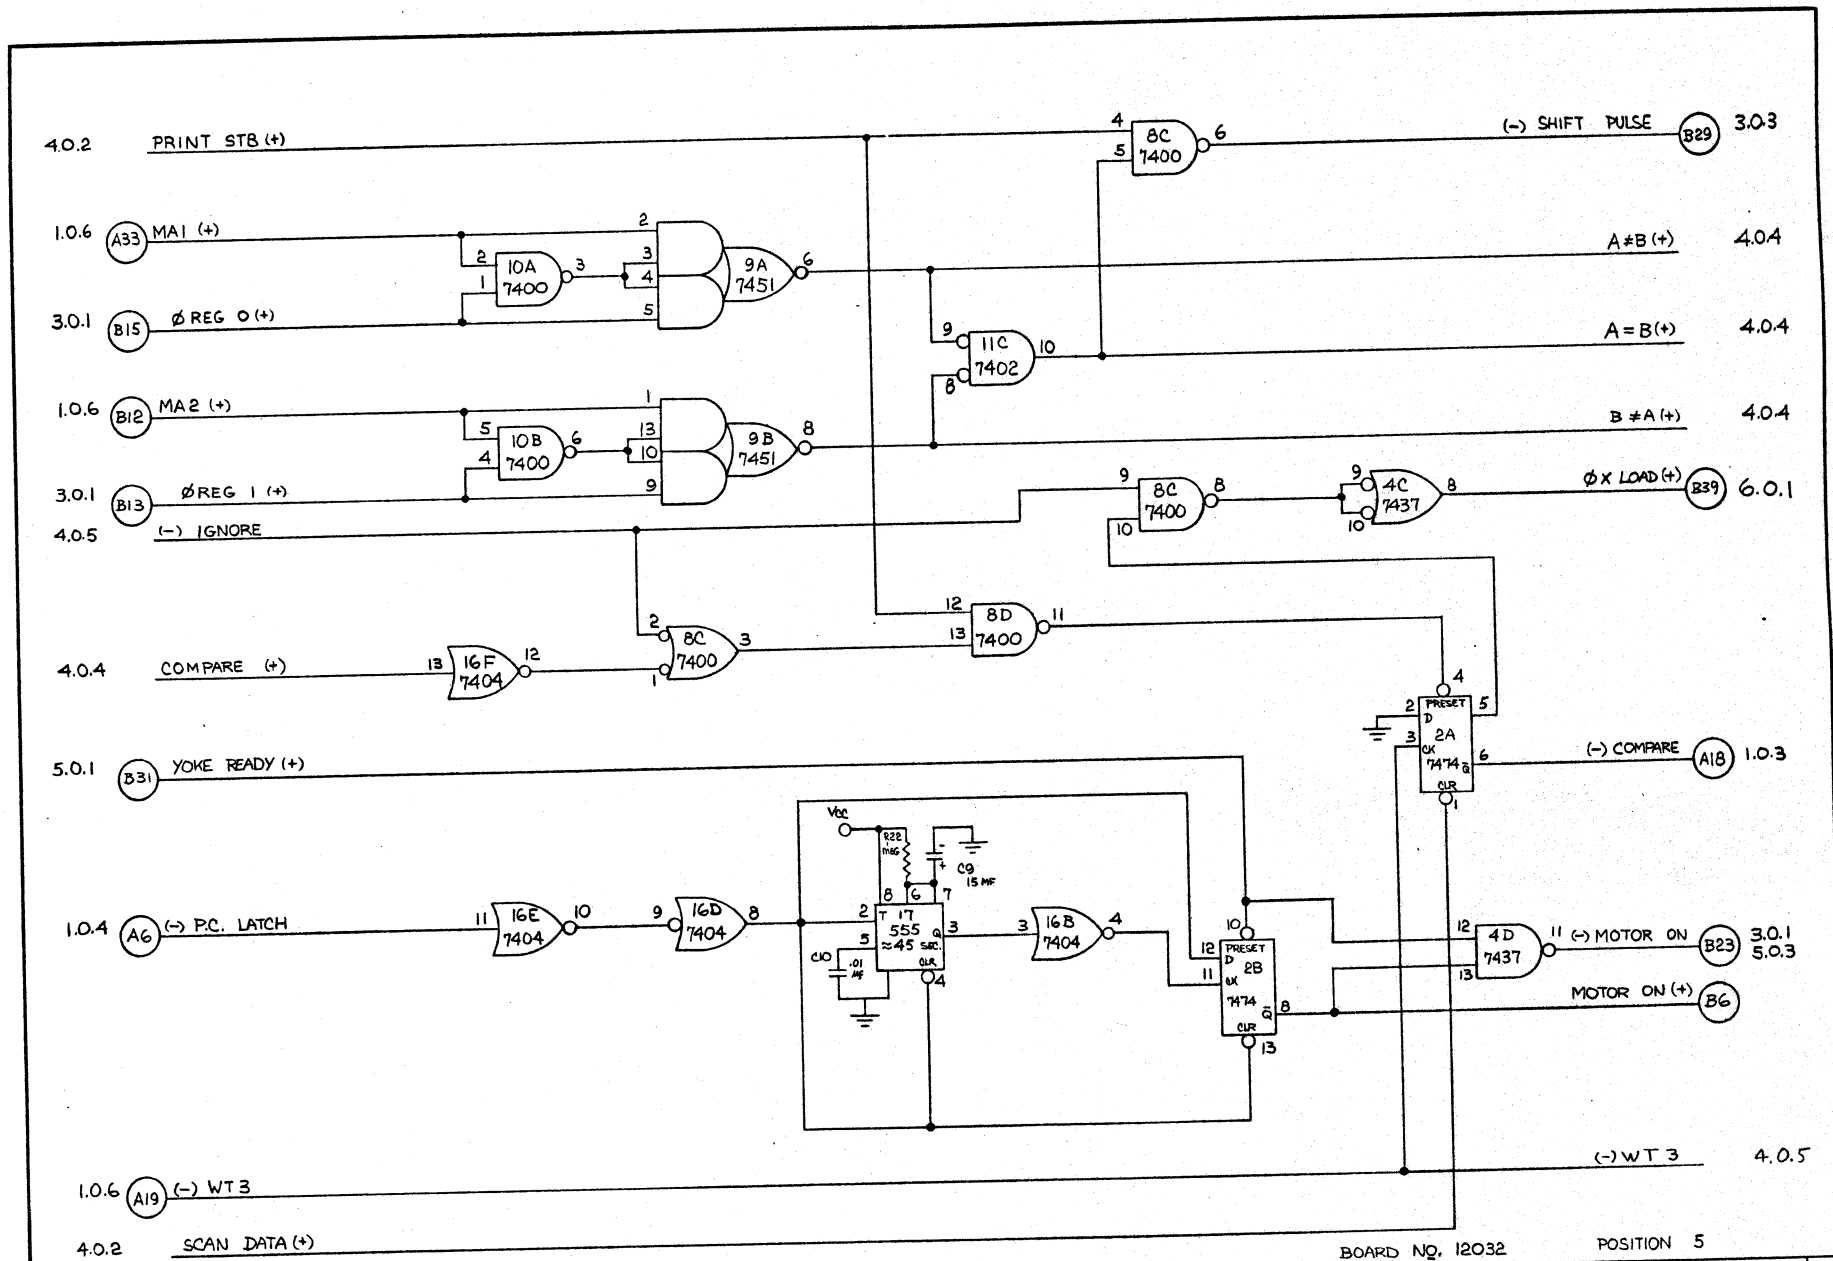 4.0.2 PRINT STB (+)
4
5
8C
7400
6
(-) SHIFT PULSE
B29
3.0.3
1.0.6
A33
MA1 (+)
2
1
10A
7400
3
2
3
4
5
9A
7451
6
A≠B (+)
4.0.4
3.0.1
B15
ØREG 0 (+)
9
8
11C
7402
10
A=B (+)
4.0.4
1.0.6
B12
MA2 (+)
5
4
10B
7400
6
1
13
10
9
9B
7451
8
B≠A (+)
4.0.4
3.0.1
B13
ØREG 1 (+)
4.0.5
(-) IGNORE
9
10
8C
7400
8
9
10
4C
7437
8
ØX LOAD (+)
B39
6.0.1
4.0.4
COMPARE (+)
13
16F
7404
12
2
1
8C
7400
3
12
13
8D
7400
11
4
PRESET
2
D
5
2A
3
CK
7474
Q̅
6
CLR
1
(-) COMPARE
A18
1.0.3
5.0.1
B31
YOKE READY (+)
VCC
R22
1 MEG
-
+
C9
15 MF
8
6
7
1.0.4
A6
(-) P.C. LATCH
11
16E
7404
10
9
16D
7404
8
2
T
17
555
≈45 SEC.
Q
3
5
CLR
4
C10
.01
MF
3
16B
7404
4
10
PRESET
12
D
2B
11
CK
7474
Q̅
8
CLR
13
12
13
4D
7437
11
(-) MOTOR ON
B23
3.0.1
5.0.3
MOTOR ON (+)
B6
1.0.6
A19
(-) WT3
(-) WT 3
4.0.5
4.0.2
SCAN DATA (+)
BOARD NO. 12032
POSITION 5